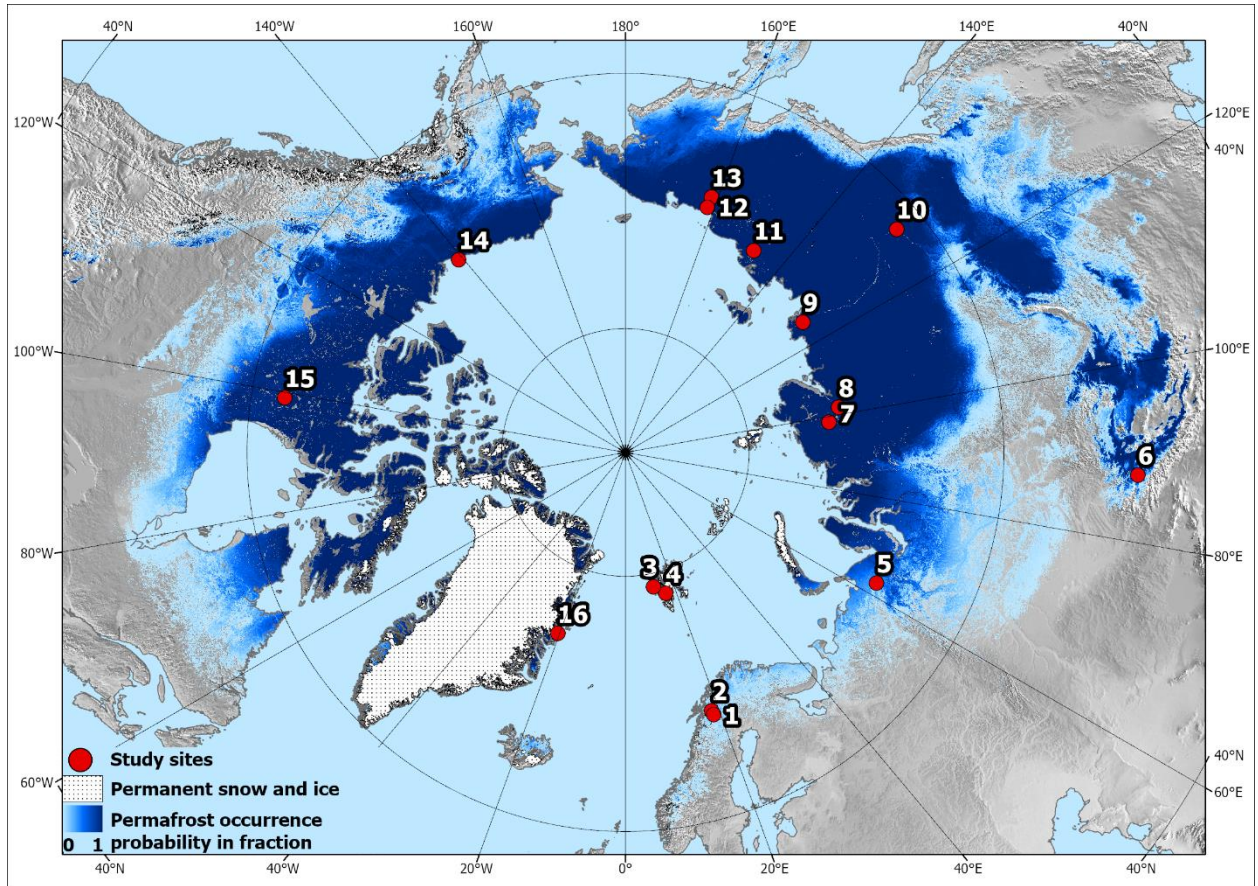 40°N 140°W 160°W 180° 160°E 140°E 40°N
120°W 120°E
40°N
13
12
10
11
14
9
100°W 100°E
15
8
7
6
80°W 80°E
5
3 4
16
2
1
Study sites
Permanent snow and ice
Permafrost occurrence
0 1 probability in fraction
60°W
40°N
60°E
40°N 40°W 20°W 0° 20°E 40°E 40°N